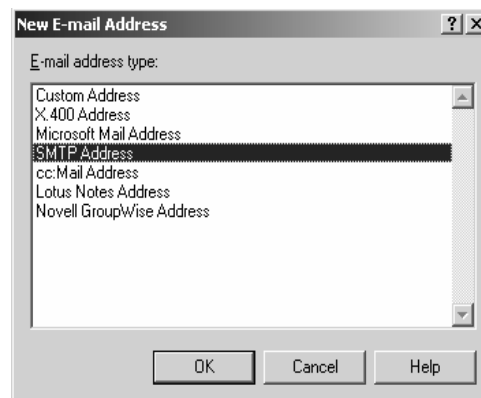 New E-mail Address
E-mail address type:
Custom Address
X.400 Address
Microsoft Mail Address
SMTP Address
cc:Mail Address
Lotus Notes Address
Novell GroupWise Address
OK Cancel Help